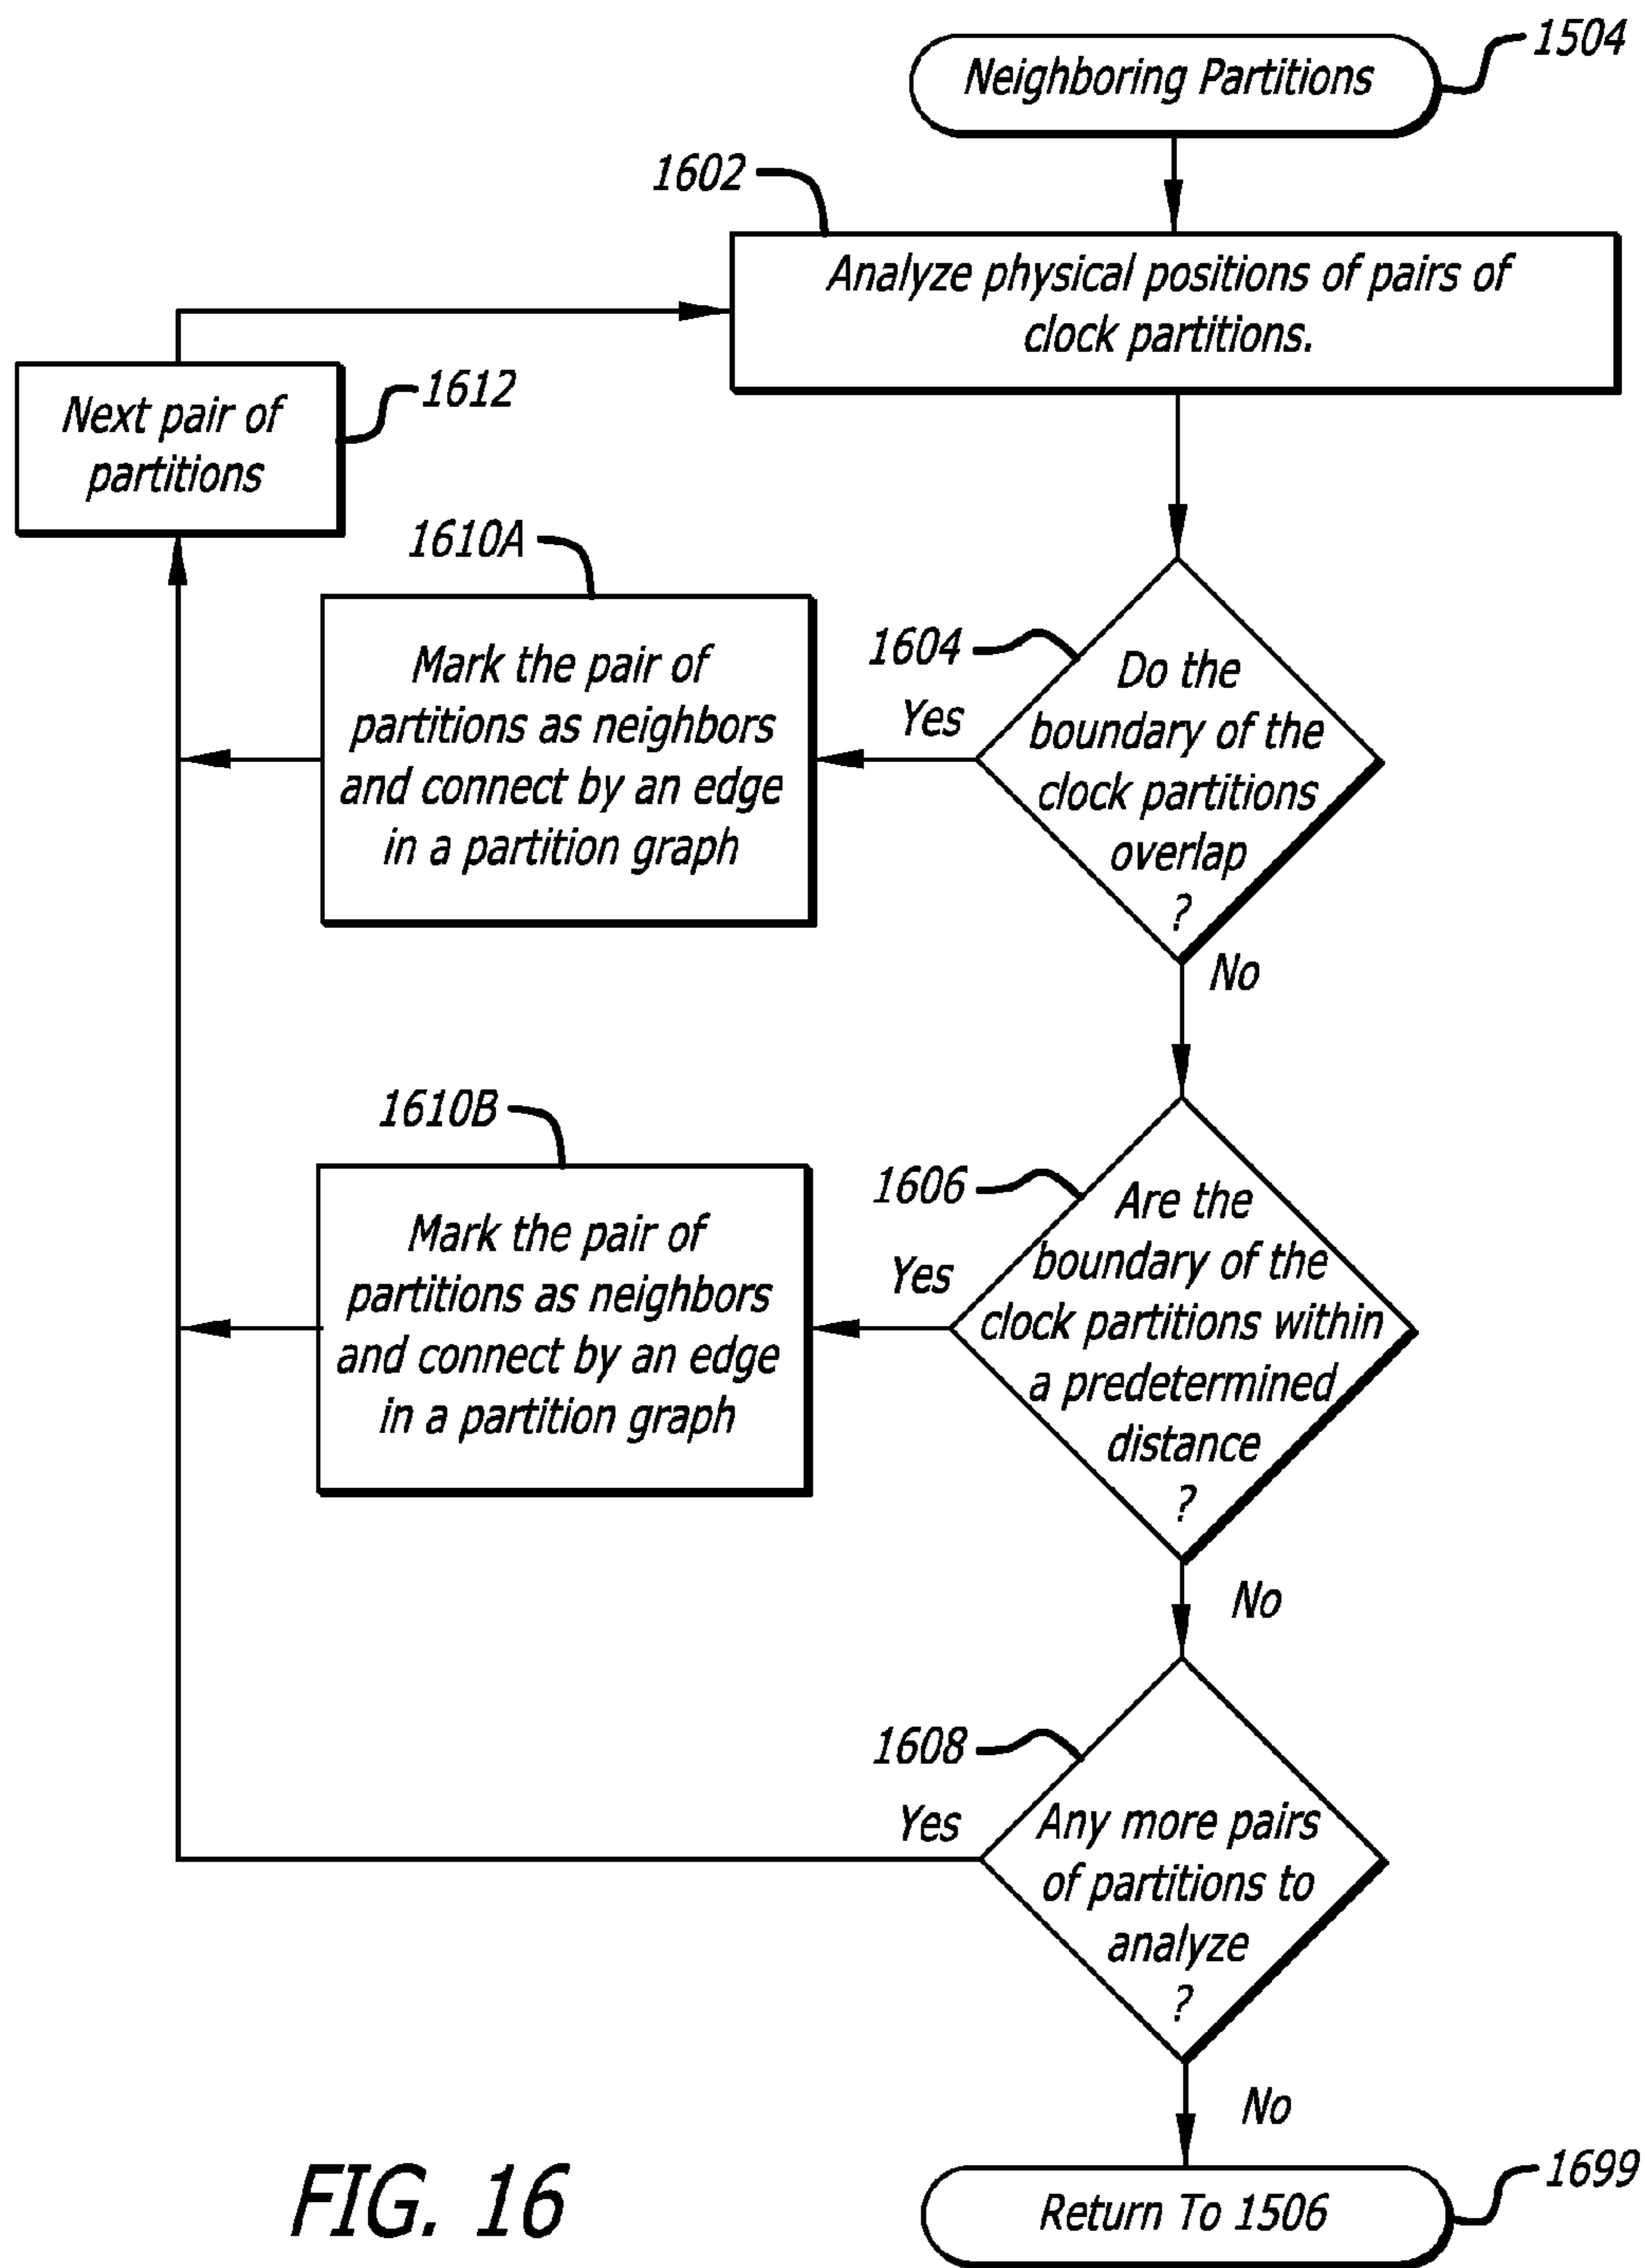 1504
Neighboring Partitions
1602
Analyze physical positions of pairs of
clock partitions.
1612
Next pair of
partitions
1610A
Mark the pair of
partitions as neighbors
and connect by an edge
in a partition graph
1604
Yes
Do the
boundary of the
clock partitions
overlap
?
No
1610B
Mark the pair of
partitions as neighbors
and connect by an edge
in a partition graph
1606
Yes
Are the
boundary of the
clock partitions within
a predetermined
distance
?
No
1608
Yes
Any more pairs
of partitions to
analyze
?
No
1699
Return To 1506
FIG. 16